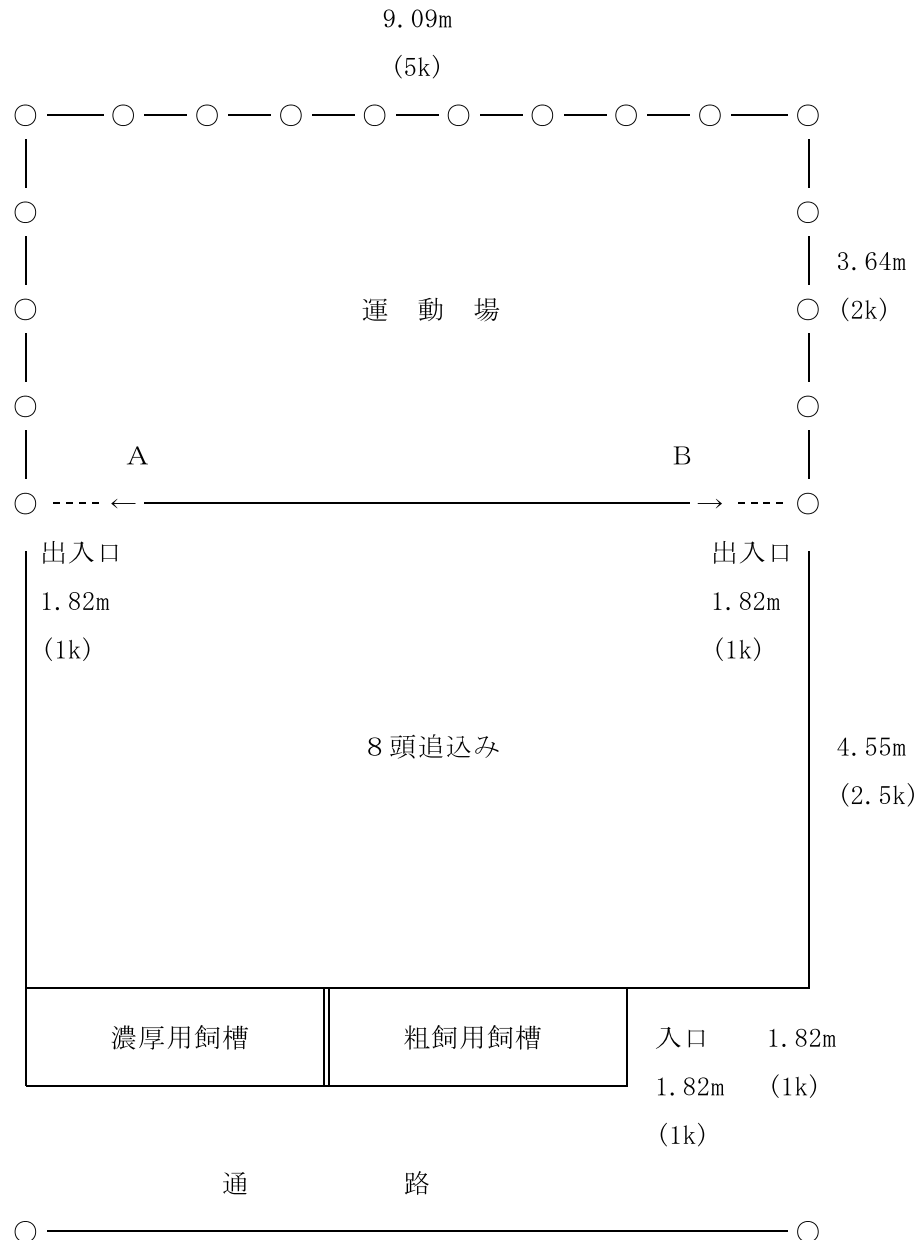 9.09m
(5k)
3.64m
運 動 場 (2k)
A B
出入口 出入口
1.82m 1.82m
(1k) (1k)
8頭追込み 4.55m
(2.5k)
濃厚用飼槽 粗飼用飼槽 入口 1.82m
1.82m (1k)
(1k)
通 路